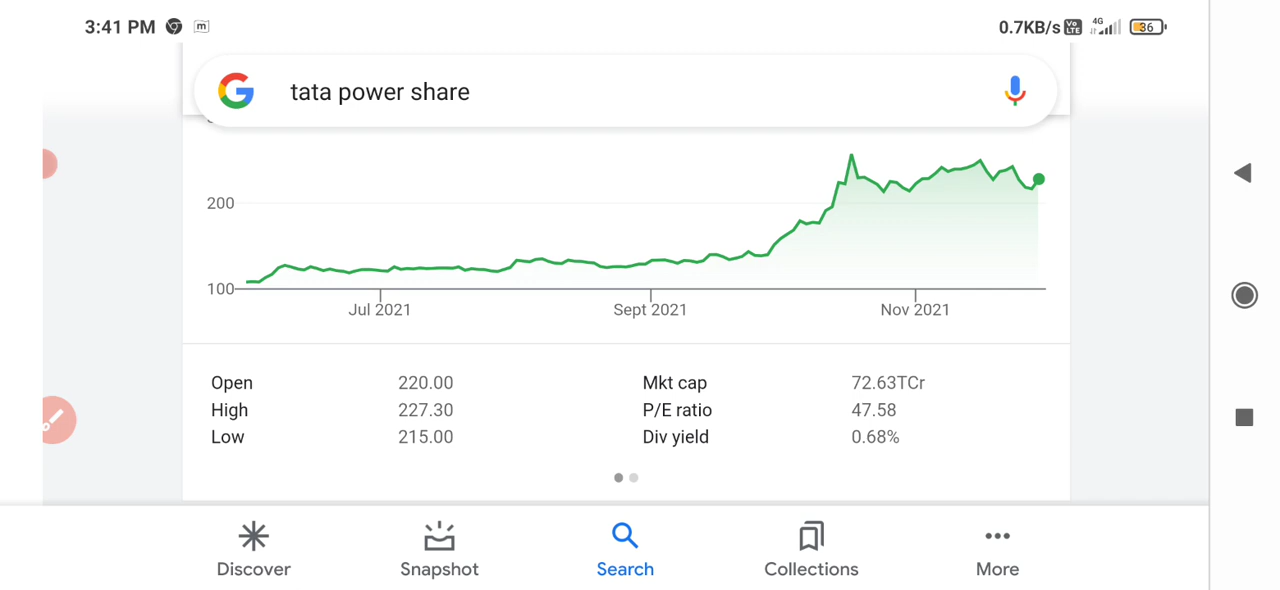 3:41 PM m 0.7KB/s Vo LTE 4G 36
tata power share
200
100
Jul 2021 Sept 2021 Nov 2021
Open 220.00 Mkt cap 72.63TCr
High 227.30 P/E ratio 47.58
Low 215.00 Div yield 0.68%
Discover Snapshot Search Collections More